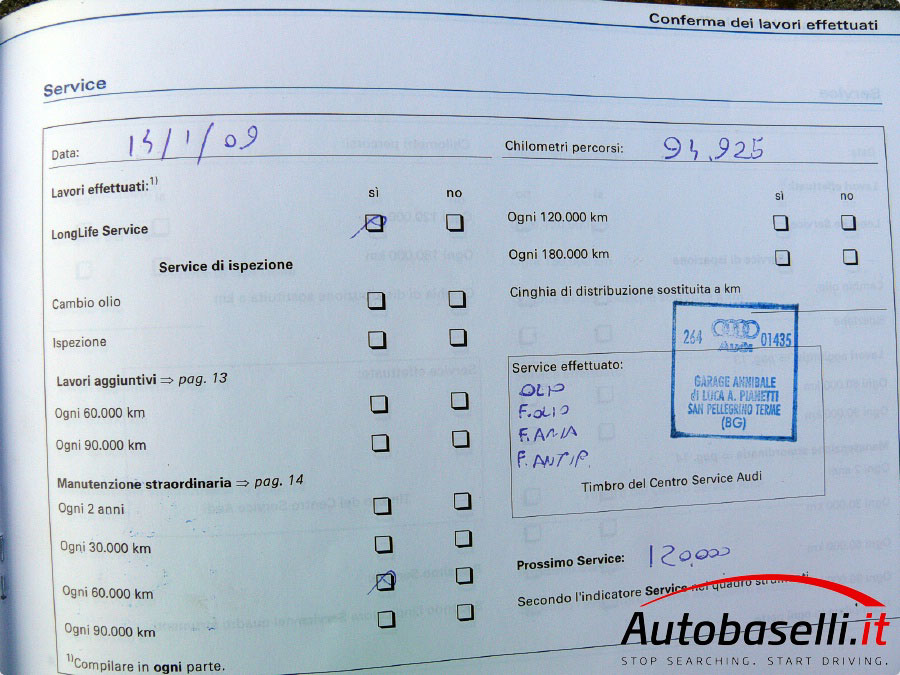 Conferma dei lavori effettuati
Service
Data: 13/1/09
Chilometri percorsi: 93.925
Lavori effettuati:1)
sì no
LongLife Service
Service di ispezione
Cambio olio
Ispezione
Lavori aggiuntivi ⇒ pag. 13
Ogni 60.000 km
Ogni 90.000 km
Manutenzione straordinaria ⇒ pag. 14
Ogni 2 anni
Ogni 30.000 km
Ogni 60.000 km
Ogni 90.000 km
1)Compilare in ogni parte.
sì no
Ogni 120.000 km
Ogni 180.000 km
Cinghia di distribuzione sostituita a km
Service effettuato:
OLIO
F.OLIO
F.ARIA
F.ANTIP.
264 Audi 01435
GARAGE ANNIBALE
di LUCA A. PIANETTI
SAN PELLEGRINO TERME
(BG)
Timbro del Centro Service Audi
Prossimo Service: 120.000
Secondo l'indicatore Service nel quadro strumenti
Autobaselli.it
STOP SEARCHING. START DRIVING.